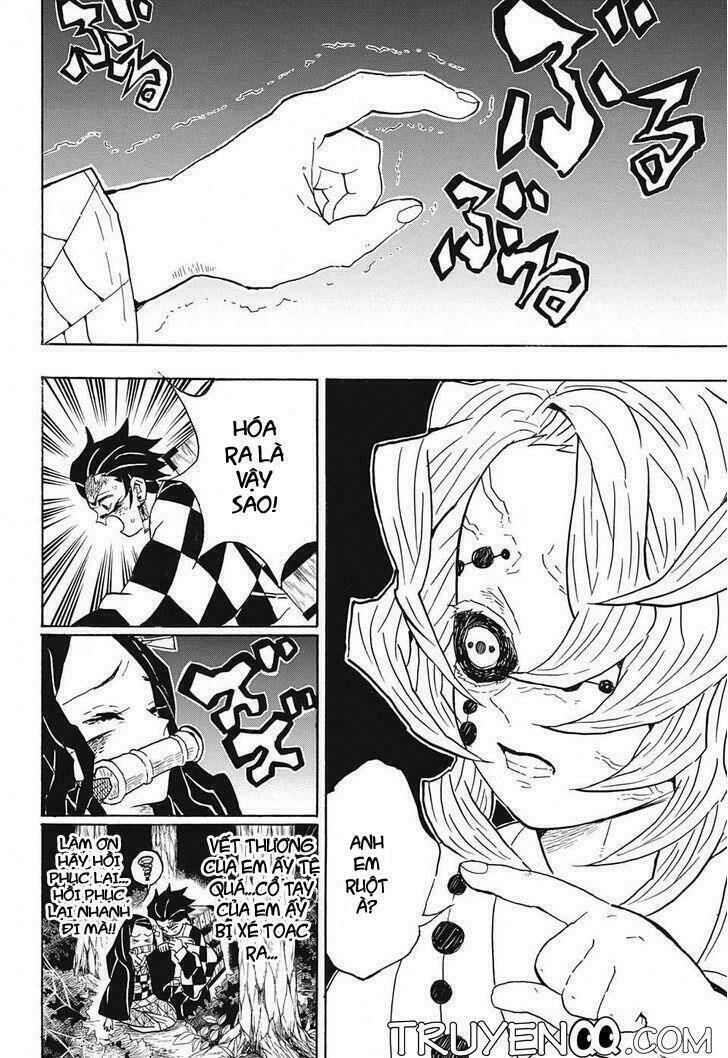 ANH
EM
RUỘT
À?
HÓA
RA LÀ
VẬY
SAO!
VẾT THƯƠNG
CỦA EM ẤY TỆ
QUÁ...CỔ TAY
CỦA EM ẤY
BỊ XÉ TOẠC
RA...
LÀM ƠN
HÃY HỒI
PHỤC LẠI...
HỒI PHỤC
LẠI NHANH
ĐI MÀ!!
TRUYENQQ.COM